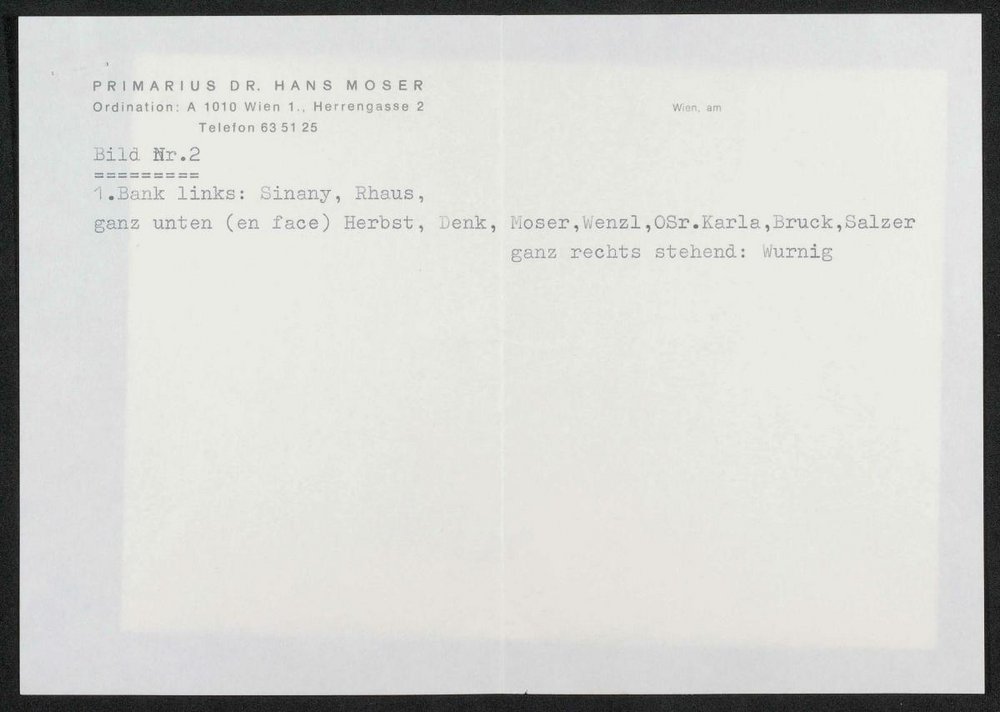 PRIMARIUS DR. HANS MOSER
Ordination: A 1010 Wien 1., Herrengasse 2
Telefon 63 51 25
Wien, am
Bild Nr.2
=========
1.Bank links: Sinany, Rhaus,
ganz unten (en face) Herbst, Denk, Moser,Wenzl,OSr.Karla,Bruck,Salzer
ganz rechts stehend: Wurnig